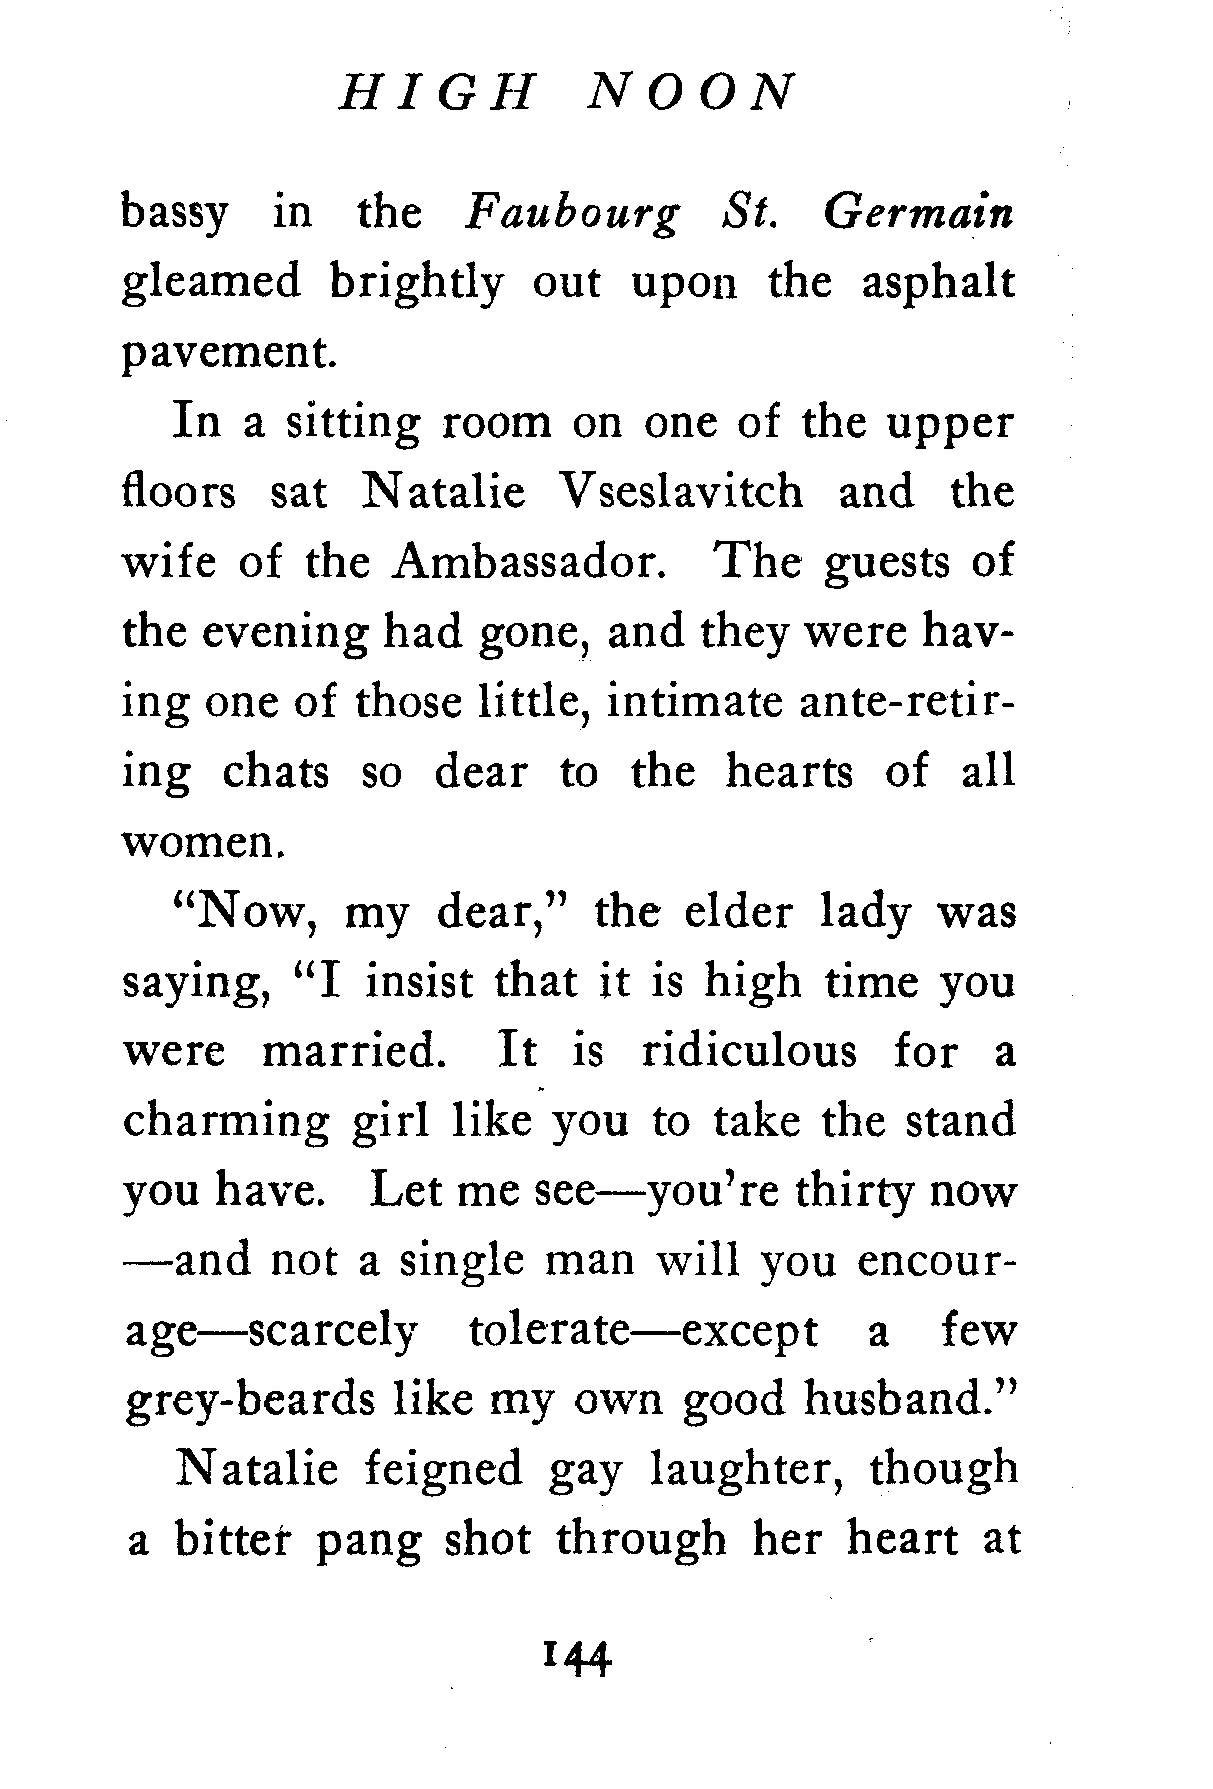 HIGH NOON
bassy in the Faubourg St. Germain
gleamed brightly out upon the asphalt
pavement.
In a sitting room on one of the upper
floors sat Natalie Vseslavitch and the
wife of the Ambassador. The guests of
the evening had gone, and they were hav-
ing one of those little, intimate ante-retir-
ing chats so dear to the hearts of all
women.
“Now, my dear,” the elder lady was
saying, “I insist that it is high time you
were married. It is ridiculous for a
charming girl like you to take the stand
you have. Let me see—you’re thirty now
—and not a single man will you encour-
age—scarcely tolerate—except a few
grey-beards like my own good husband.”
Natalie feigned gay laughter, though
a bitter pang shot through her heart at
144